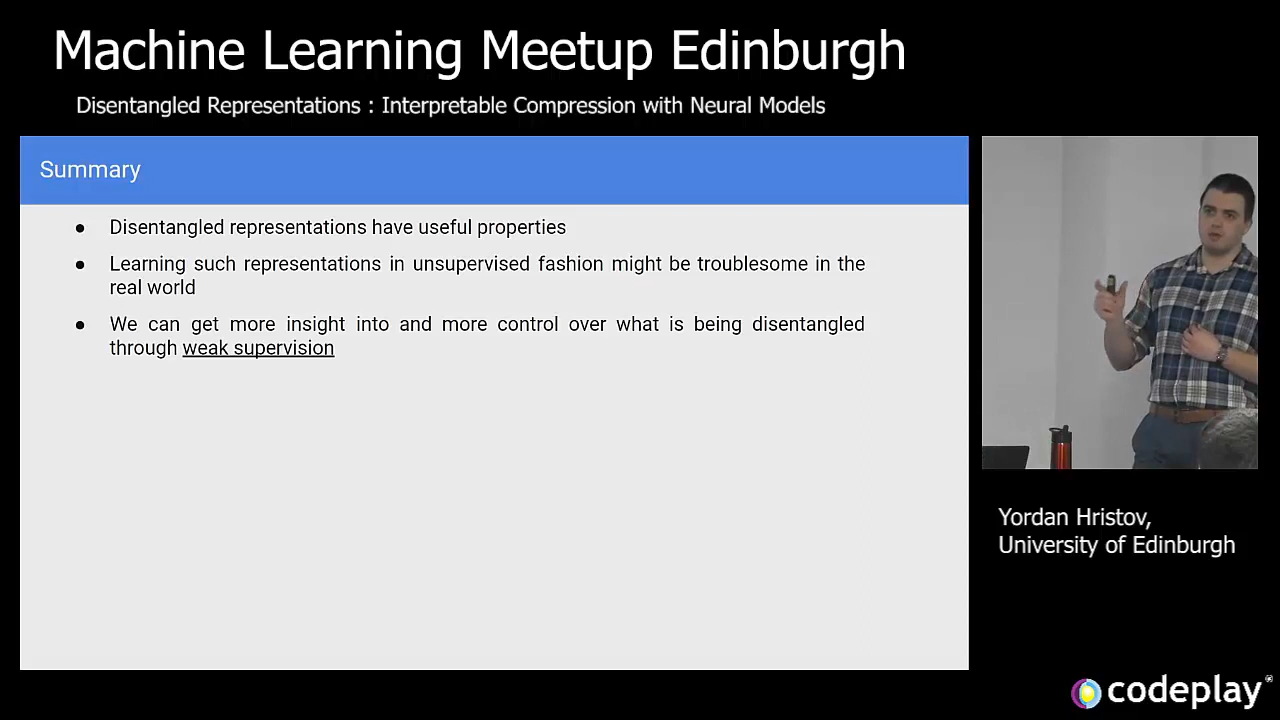 Machine Learning Meetup Edinburgh
Disentangled Representations : Interpretable Compression with Neural Models
Summary
● Disentangled representations have useful properties
● Learning such representations in unsupervised fashion might be troublesome in the
real world
● We can get more insight into and more control over what is being disentangled
through weak supervision
Yordan Hristov,
University of Edinburgh
codeplay®